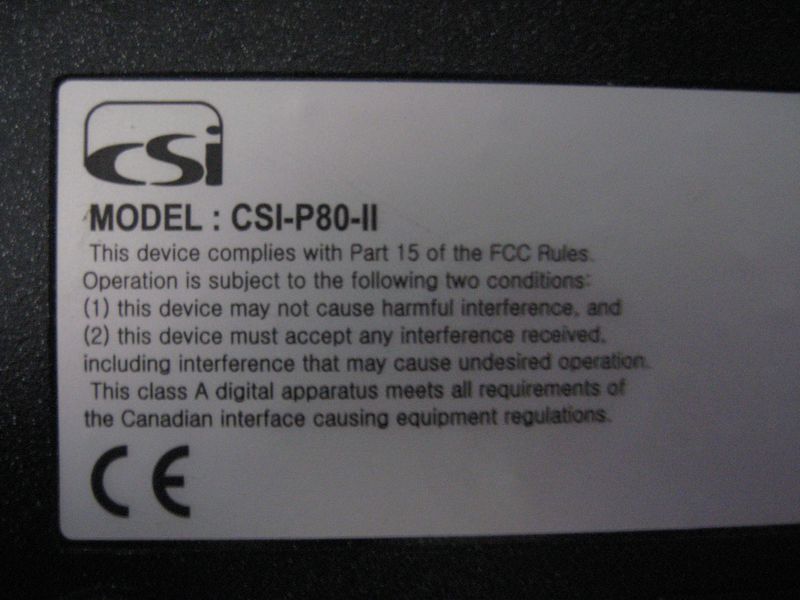 CSi
MODEL : CSI-P80-II
This device complies with Part 15 of the FCC Rules.
Operation is subject to the following two conditions:
(1) this device may not cause harmful interference, and
(2) this device must accept any interference received,
including interference that may cause undesired operation.
This class A digital apparatus meets all requirements of
the Canadian interface causing equipment regulations.
CE